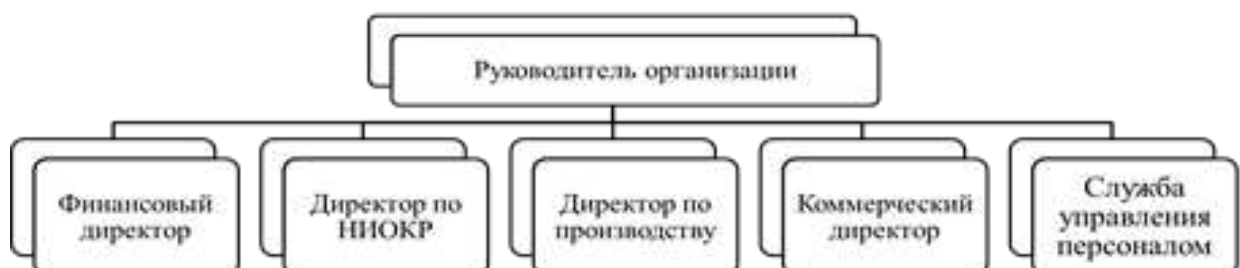 Руководитель организации
Финансовый
директор
Директор по
НИОКР
Директор по
производству
Коммерческий
директор
Служба
управления
персоналом